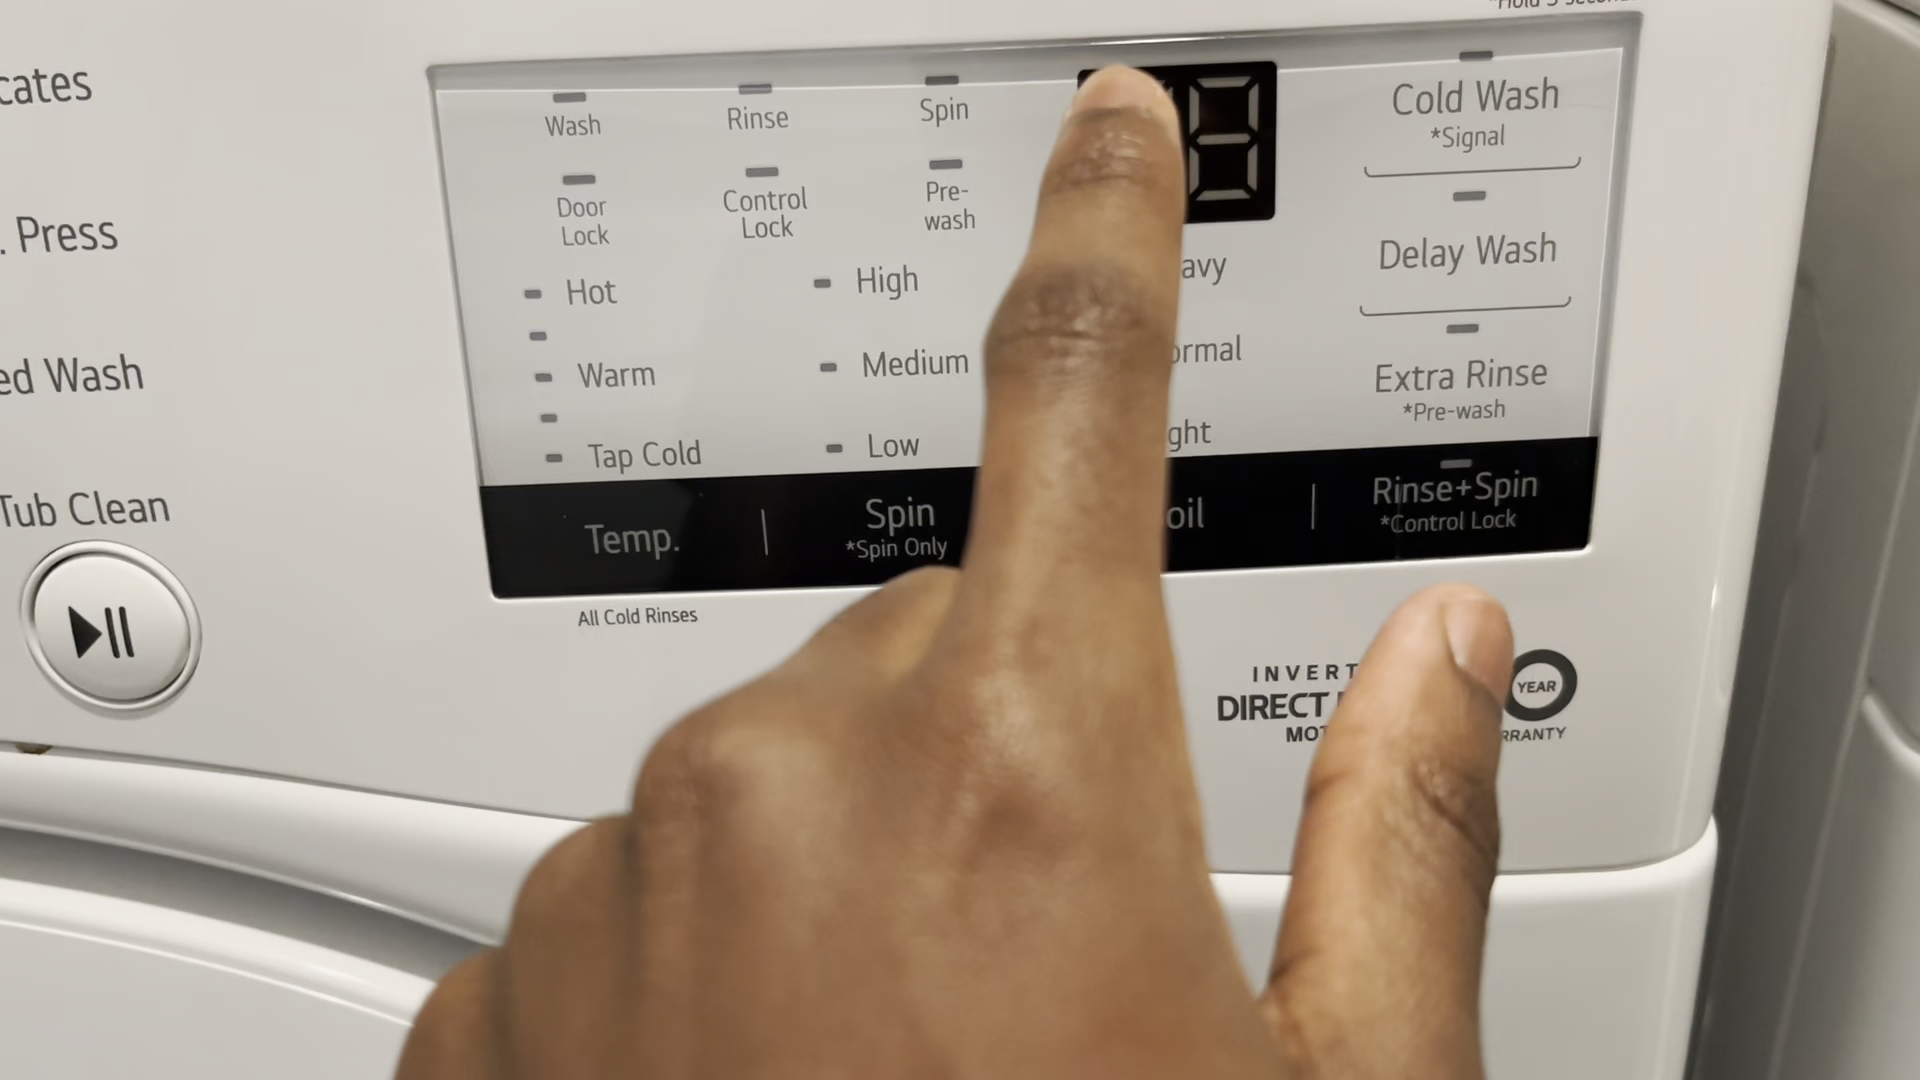 cates
. Press
ed Wash
Tub Clean
Wash
Rinse
Spin
Door
Lock
Control
Lock
Pre-
wash
Hot
Warm
Tap Cold
High
Medium
Low
avy
ormal
ght
Cold Wash
*Signal
Delay Wash
Extra Rinse
*Pre-wash
Temp.
Spin
*Spin Only
oil
Rinse+Spin
*Control Lock
All Cold Rinses
INVERT
DIRECT
MOT
YEAR
RRANTY